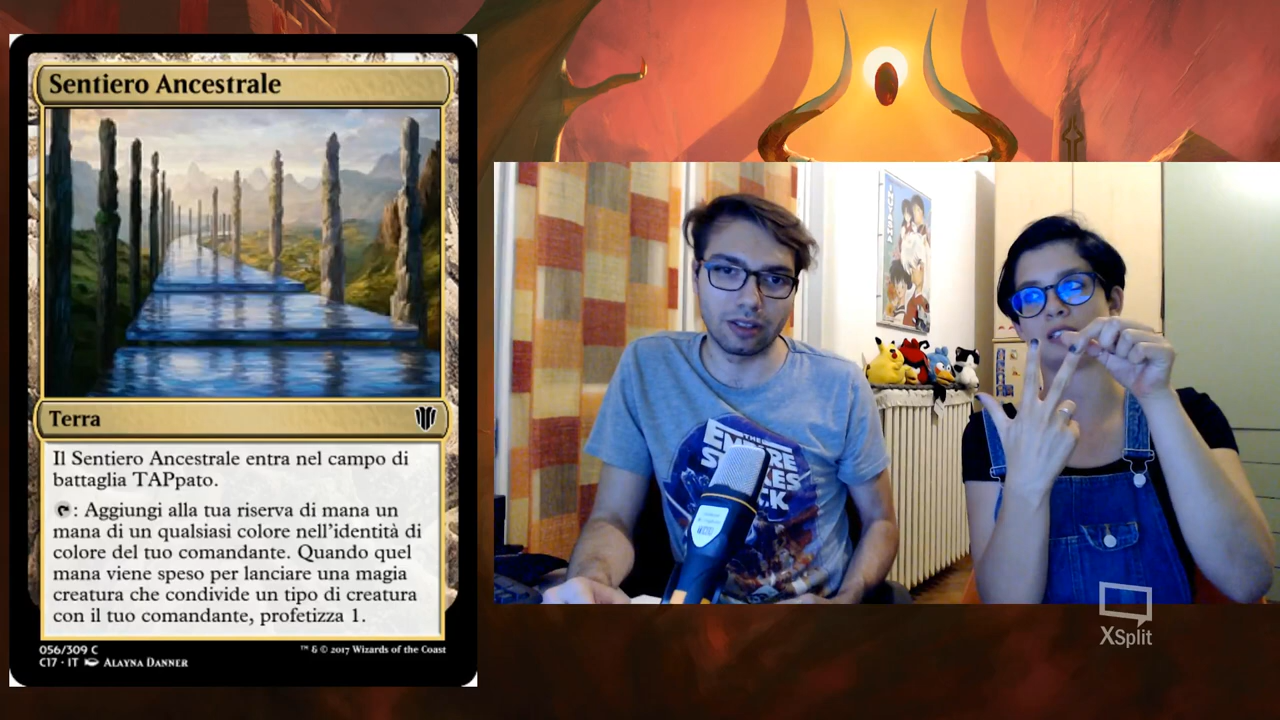 Sentiero Ancestrale
Terra
Il Sentiero Ancestrale entra nel campo di
battaglia TAPpato.
: Aggiungi alla tua riserva di mana un
mana di un qualsiasi colore nell'identità di
colore del tuo comandante. Quando quel
mana viene speso per lanciare una magia
creatura che condivide un tipo di creatura
con il tuo comandante, profetizza 1.
056/309 C
C17 · IT ALAYNA DANNER
™ & © 2017 Wizards of the Coast
THE
XSplit